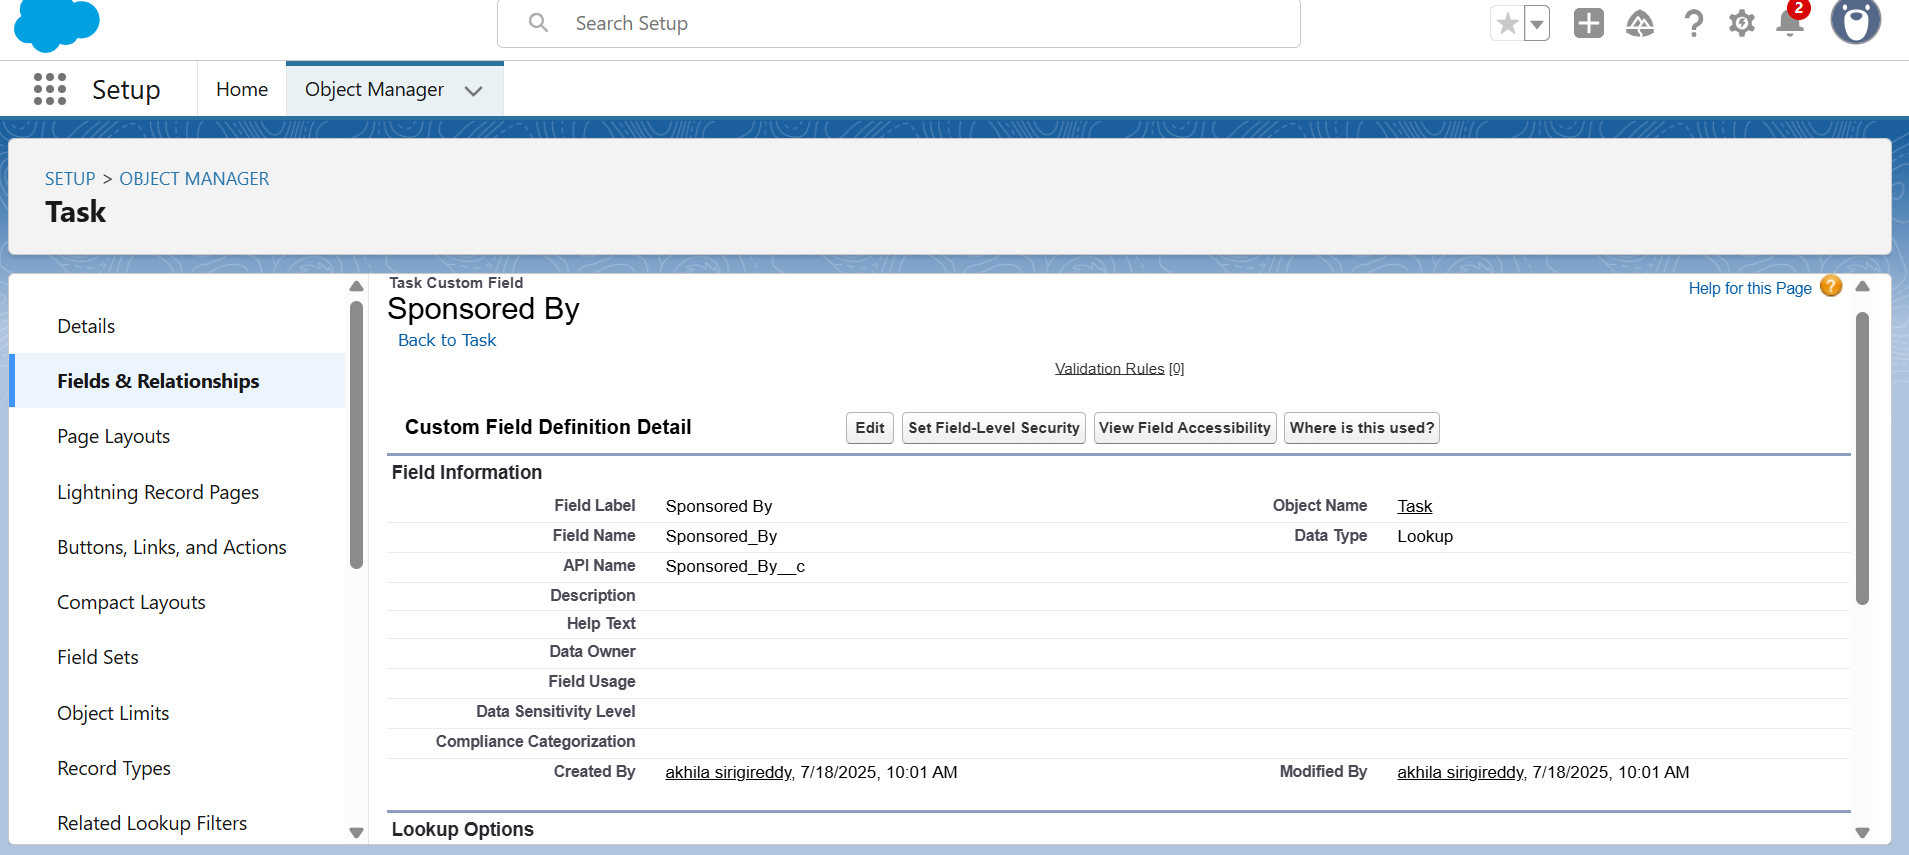 Search Setup
2
Setup
Home
Object Manager
SETUP > OBJECT MANAGER
Task
Details
Fields & Relationships
Page Layouts
Lightning Record Pages
Buttons, Links, and Actions
Compact Layouts
Field Sets
Object Limits
Record Types
Related Lookup Filters
Task Custom Field
Sponsored By
Back to Task
Help for this Page ?
Validation Rules [0]
Custom Field Definition Detail
Edit
Set Field-Level Security
View Field Accessibility
Where is this used?
Field Information
Field Label Sponsored By Object Name Task
Field Name Sponsored_By Data Type Lookup
API Name Sponsored_By__c
Description
Help Text
Data Owner
Field Usage
Data Sensitivity Level
Compliance Categorization
Created By akhila sirigireddy, 7/18/2025, 10:01 AM Modified By akhila sirigireddy, 7/18/2025, 10:01 AM
Lookup Options